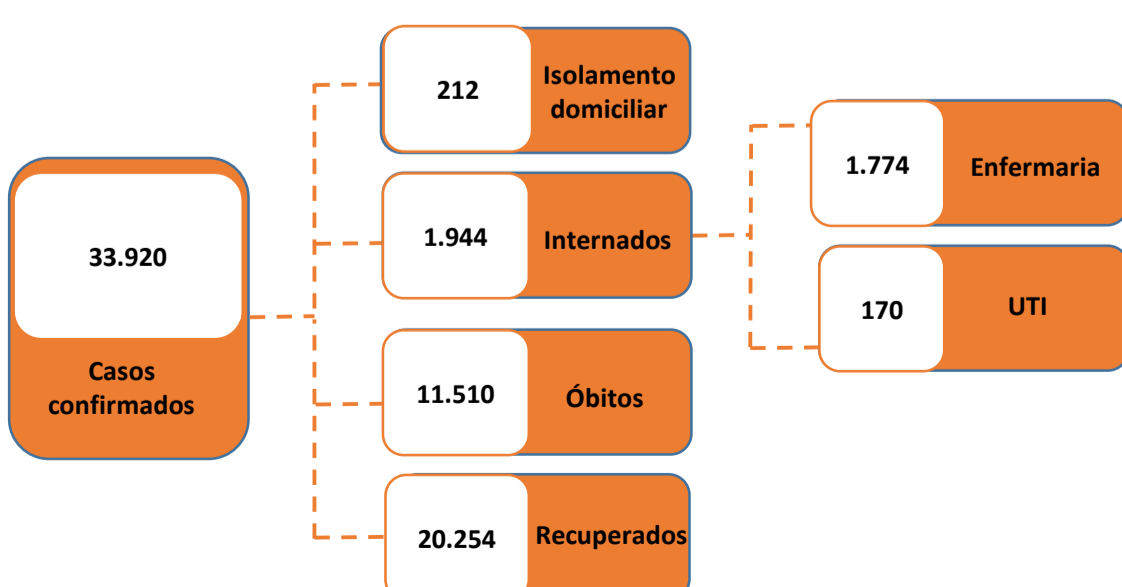 33.920
Casos
confirmados
212
Isolamento
domiciliar
1.944
Internados
11.510
Óbitos
20.254
Recuperados
1.774
Enfermaria
170
UTI